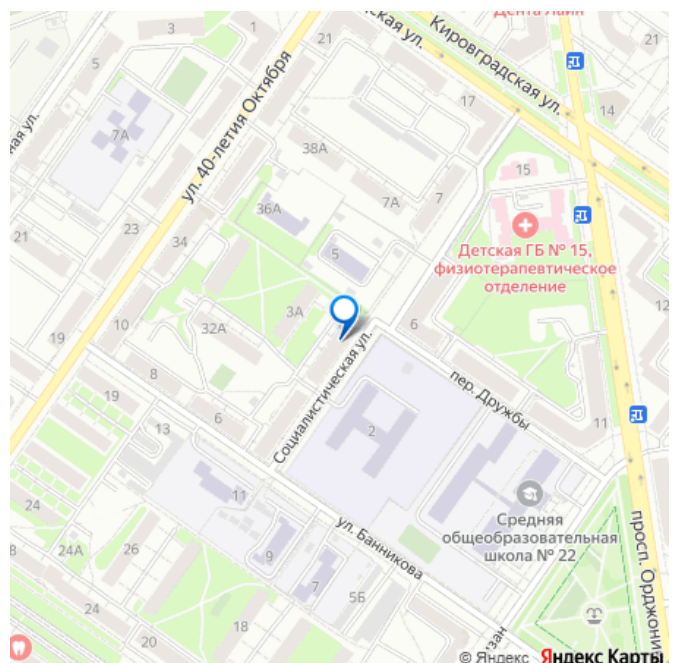 Дента Лайн
3
1
21
ул.
Кировградская ул.
21
5
7А
ул. 40-летия Октября
38А
17
14
15
36А
7А
7
21
23
34
5
Детская ГБ № 15,
физиотерапевтическое
отделение
12
3А
32А
10
19
6
8
6
Социалистическая ул.
пер. Дружбы
11
19
13
2
24
11
Средняя
общеобразовательная
школа № 22
24А
26
9
7
5Б
ул. Банникова
24
18
20
© Яндекс Яндекс Карты